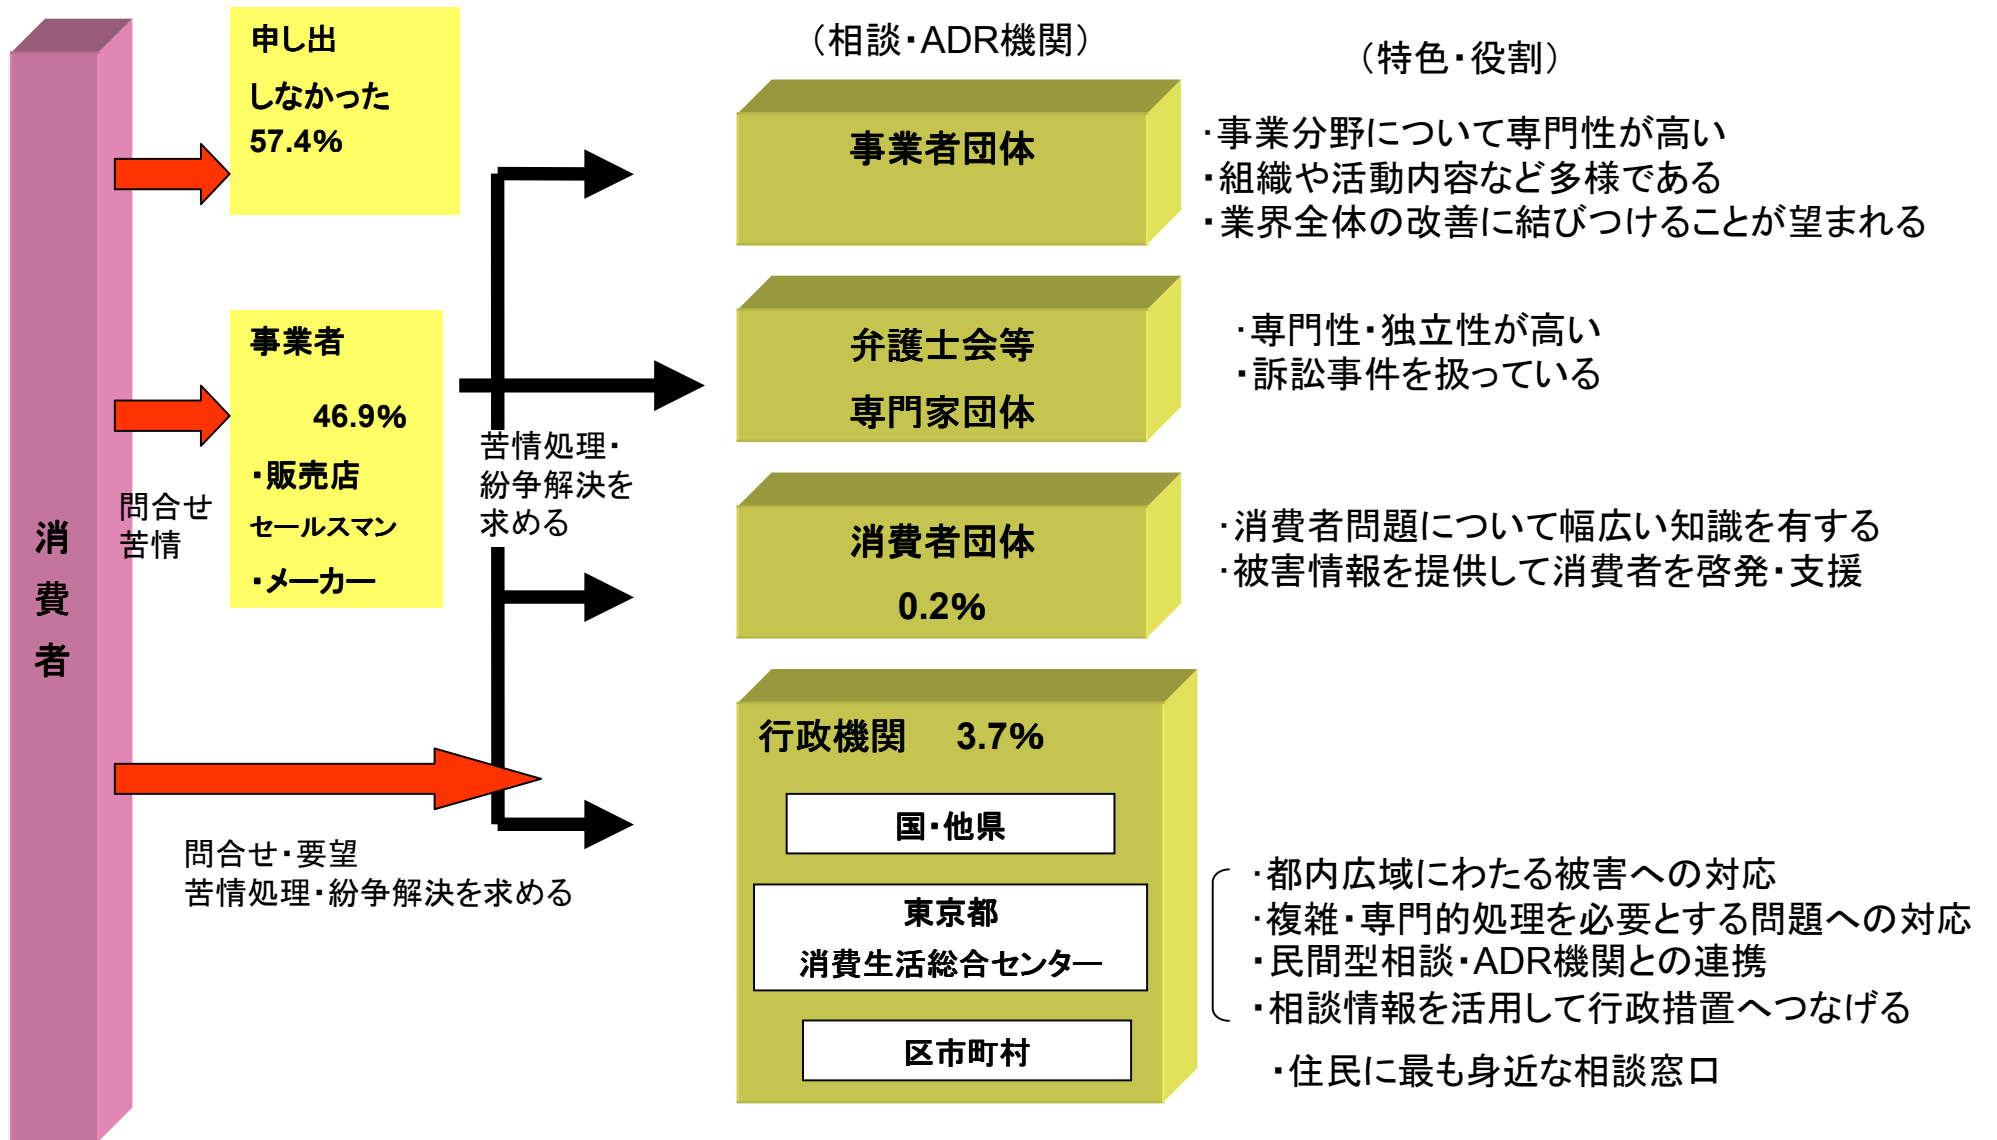 消
費
者
申し出
しなかった
57.4%
問合せ
苦情
事業者
46.9%
・販売店
セールスマン
・メーカー
苦情処理・
紛争解決を
求める
問合せ・要望
苦情処理・紛争解決を求める
（相談・ADR機関）
（特色・役割）
事業者団体
・事業分野について専門性が高い
・組織や活動内容など多様である
・業界全体の改善に結びつけることが望まれる
弁護士会等
専門家団体
・専門性・独立性が高い
・訴訟事件を扱っている
消費者団体
0.2%
・消費者問題について幅広い知識を有する
・被害情報を提供して消費者を啓発・支援
行政機関　3.7%
国・他県
東京都
消費生活総合センター
・都内広域にわたる被害への対応
・複雑・専門的処理を必要とする問題への対応
・民間型相談・ADR機関との連携
・相談情報を活用して行政措置へつなげる
区市町村
・住民に最も身近な相談窓口